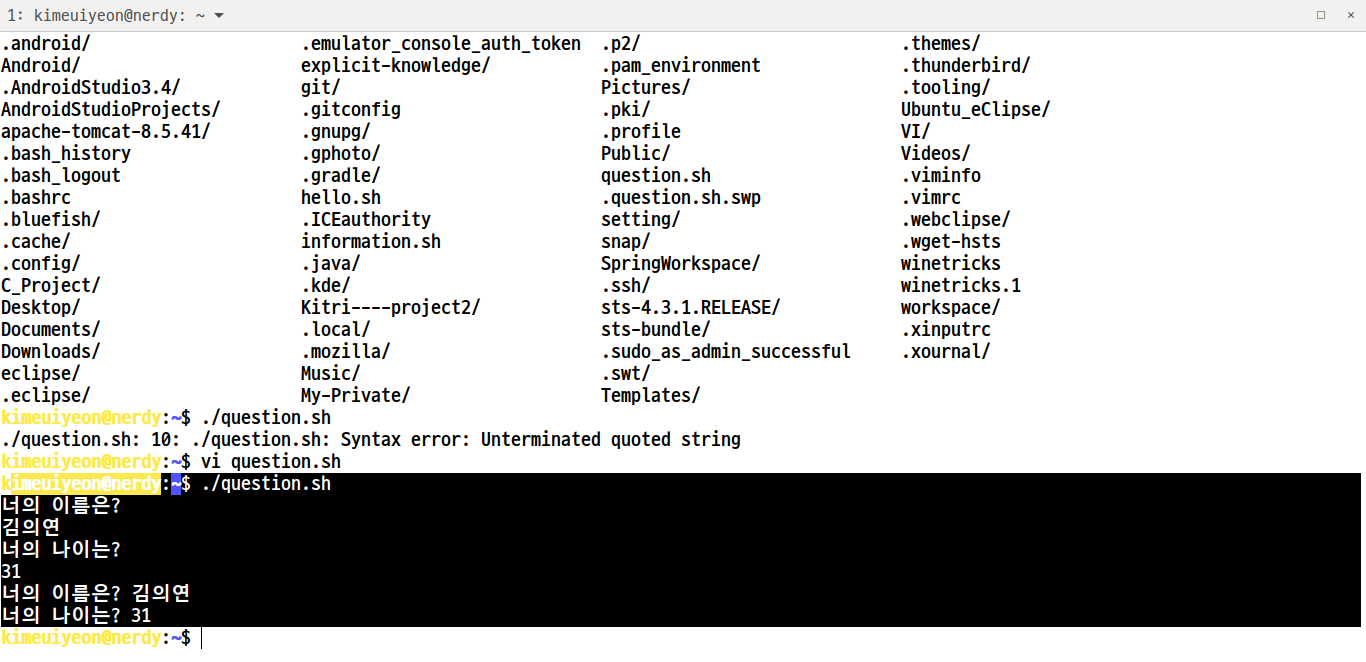 1: kimeuiyeon@nerdy: ~
.android/ .emulator_console_auth_token .p2/ .themes/
Android/ explicit-knowledge/ .pam_environment .thunderbird/
.AndroidStudio3.4/ git/ Pictures/ .tooling/
AndroidStudioProjects/ .gitconfig .pki/ Ubuntu_eClipse/
apache-tomcat-8.5.41/ .gnupg/ .profile VI/
.bash_history .gphoto/ Public/ Videos/
.bash_logout .gradle/ question.sh .viminfo
.bashrc hello.sh .question.sh.swp .vimrc
.bluefish/ .ICEauthority setting/ .webclipse/
.cache/ information.sh snap/ .wget-hsts
.config/ .java/ SpringWorkspace/ winetricks
C_Project/ .kde/ .ssh/ winetricks.1
Desktop/ Kitri----project2/ sts-4.3.1.RELEASE/ workspace/
Documents/ .local/ sts-bundle/ .xinputrc
Downloads/ .mozilla/ .sudo_as_admin_successful .xournal/
eclipse/ Music/ .swt/
.eclipse/ My-Private/ Templates/
kimeuiyeon@nerdy:~$ ./question.sh
./question.sh: 10: ./question.sh: Syntax error: Unterminated quoted string
kimeuiyeon@nerdy:~$ vi question.sh
kimeuiyeon@nerdy:~$ ./question.sh
너의 이름은?
김의연
너의 나이는?
31
너의 이름은? 김의연
너의 나이는? 31
kimeuiyeon@nerdy:~$